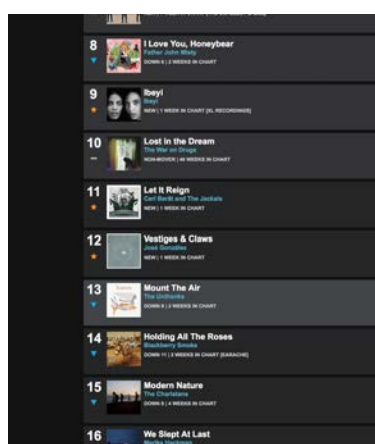 8
I Love You, Honeybear
Father John Misty
DOWN 6 | 2 WEEKS IN CHART
9
Ibeyi
Ibeyi
NEW | 1 WEEK IN CHART [XL RECORDINGS]
10
Lost in the Dream
The War on Drugs
NON-MOVER | 48 WEEKS IN CHART
11
Let It Reign
Carl Barât and The Jackals
NEW | 1 WEEK IN CHART
12
Vestiges & Claws
José González
NEW | 1 WEEK IN CHART
13
Mount The Air
The Unthanks
DOWN 8 | 2 WEEKS IN CHART
14
Holding All The Roses
Blackberry Smoke
DOWN 11 | 2 WEEKS IN CHART [EARACHE]
15
Modern Nature
The Charlatans
DOWN 8 | 4 WEEKS IN CHART
16
We Slept At Last
Marika Hackman